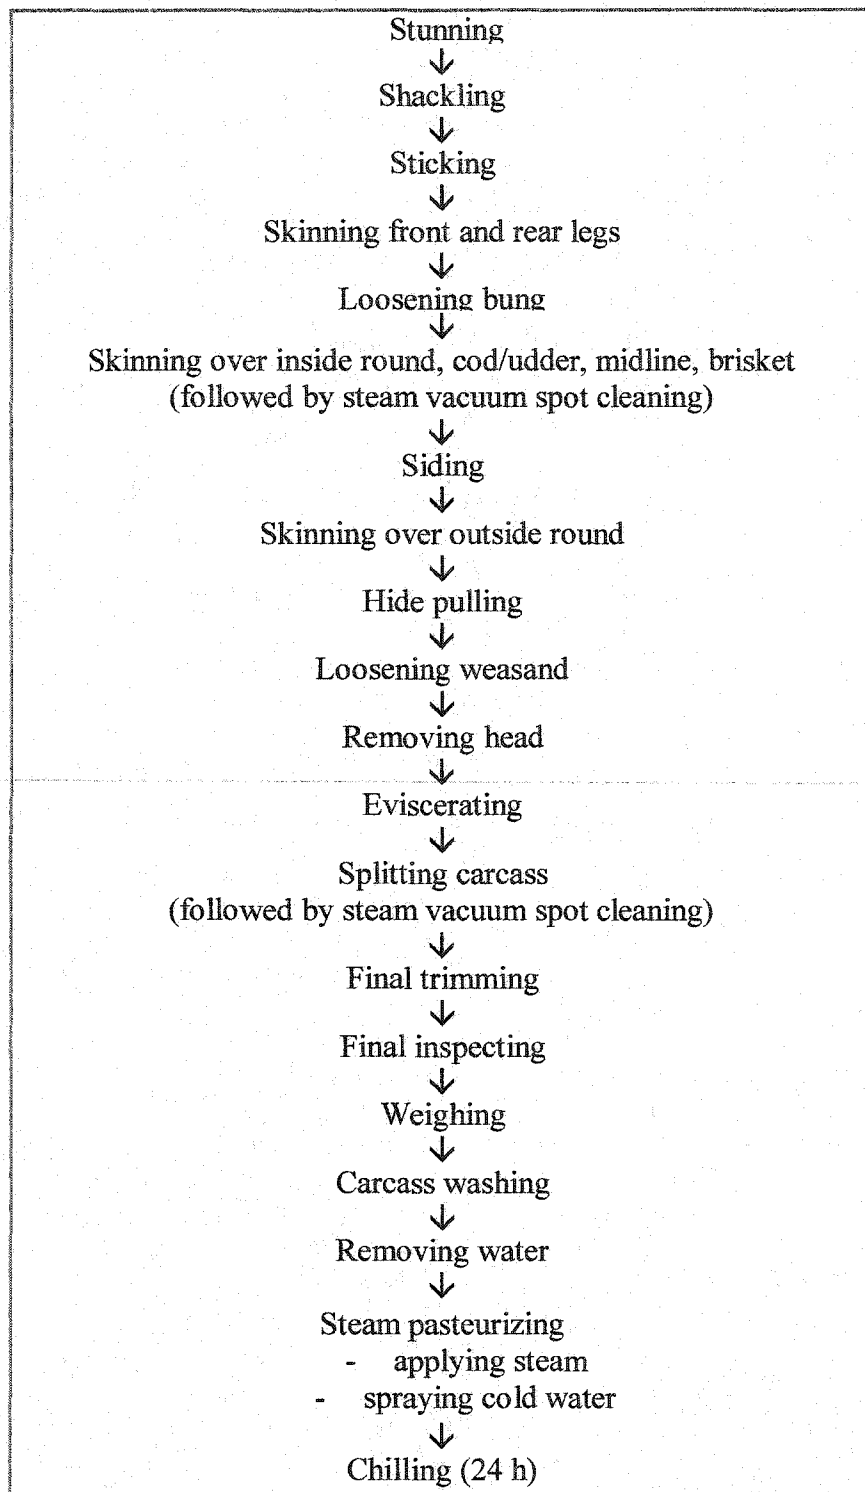 Stunning
↓
Shackling
↓
Sticking
↓
Skinning front and rear legs
↓
Loosening bung
↓
Skinning over inside round, cod/udder, midline, brisket
(followed by steam vacuum spot cleaning)
↓
Siding
↓
Skinning over outside round
↓
Hide pulling
↓
Loosening weasand
↓
Removing head
↓
Eviscerating
↓
Splitting carcass
(followed by steam vacuum spot cleaning)
↓
Final trimming
↓
Final inspecting
↓
Weighing
↓
Carcass washing
↓
Removing water
↓
Steam pasteurizing
- applying steam
- spraying cold water
↓
Chilling (24 h)